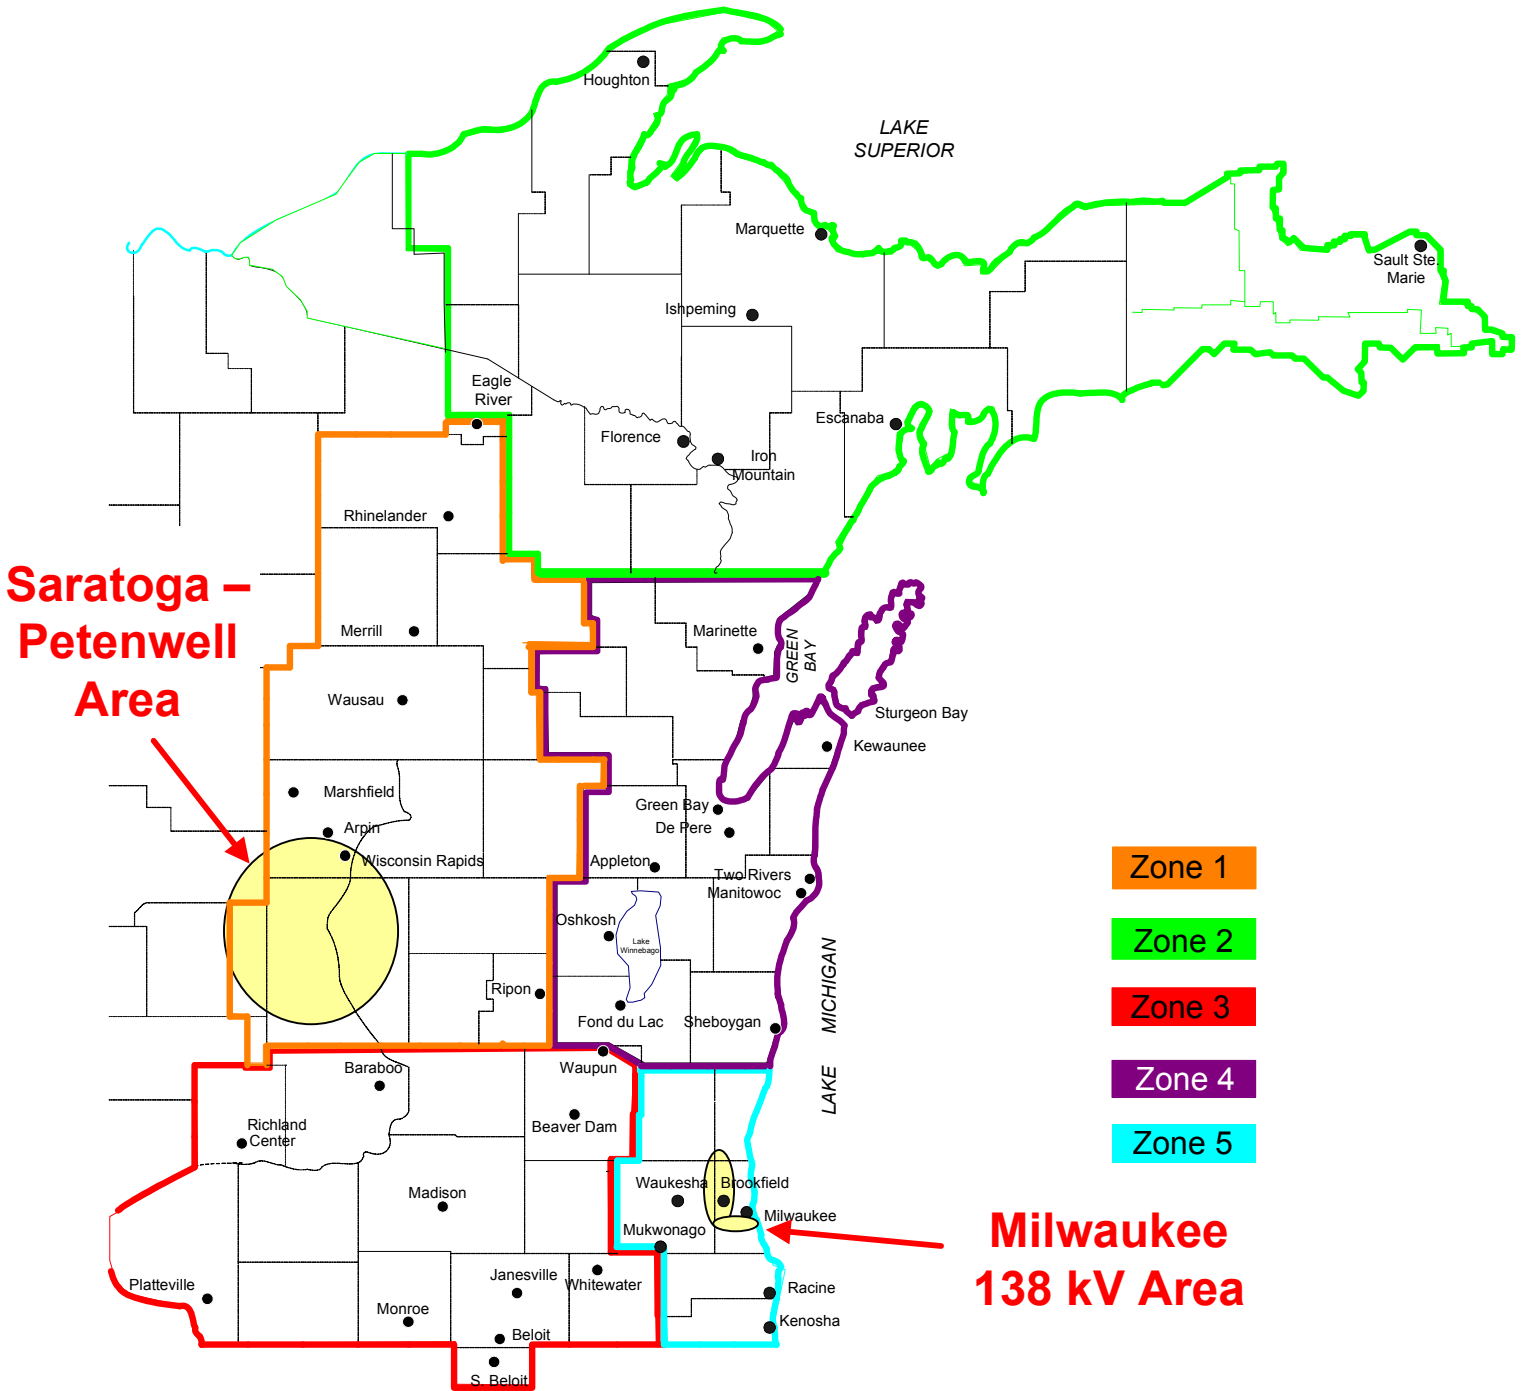 Houghton
LAKE
SUPERIOR
Marquette
Sault Ste.
Marie
Ishpeming
Eagle
River
Escanaba
Florence
Iron
Mountain
Rhinelander
Saratoga –
Petenwell
Area
Merrill
Marinette
GREEN
BAY
Wausau
Sturgeon Bay
Kewaunee
Marshfield
Green Bay
Arpin
De Pere
Wisconsin Rapids
Appleton
Two Rivers
Manitowoc
Zone 1
Oshkosh
Lake
Winnebago
Zone 2
LAKE MICHIGAN
Ripon
Fond du Lac
Sheboygan
Zone 3
Baraboo
Waupun
Zone 4
Richland
Center
Beaver Dam
Zone 5
Waukesha
Brookfield
Madison
Milwaukee
Mukwonago
Milwaukee
138 kV Area
Platteville
Janesville
Whitewater
Racine
Monroe
Kenosha
Beloit
S. Beloit